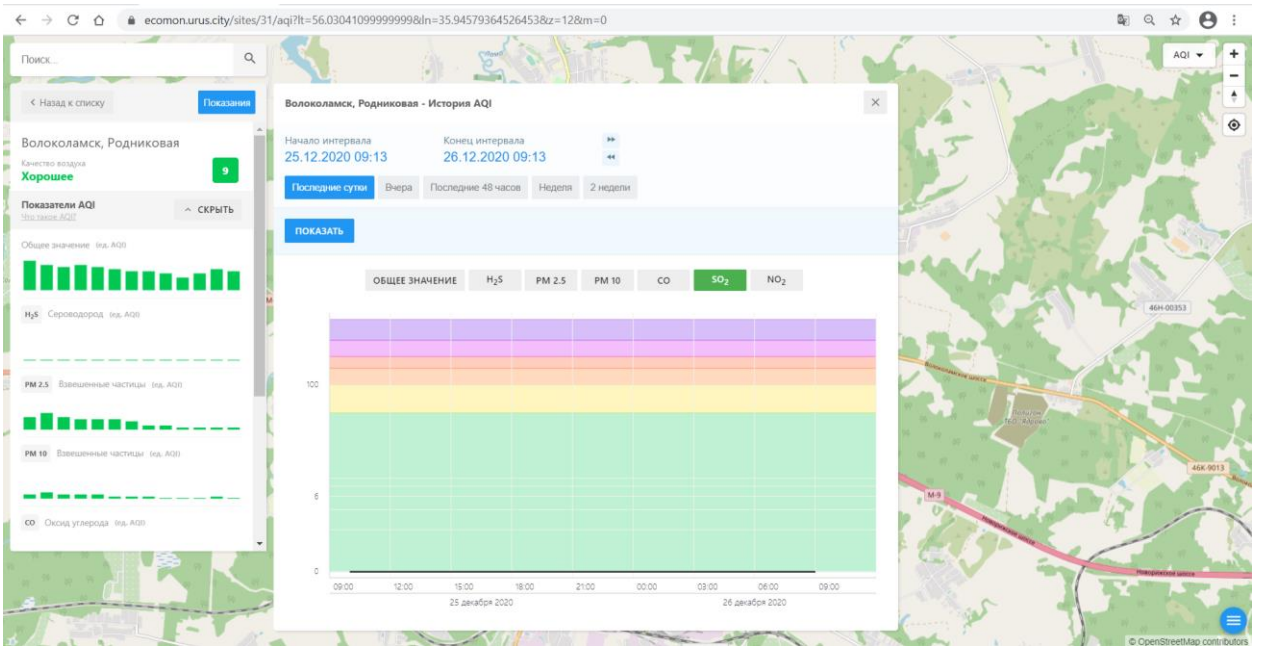 ecomon.urus.city/sites/31/aqi?lt=56.03041099999999&ln=35.94579364526453&z=12&m=0
Поиск...
AQI
Назад к списку
Показания
Волоколамск, Родниковая
Качество воздуха
Хорошее
9
Показатели AQI
Что такое AQI?
СКРЫТЬ
Общее значение (ед. AQI)
H₂S Сероводород (ед. AQI)
PM 2.5 Взвешенные частицы (ед. AQI)
PM 10 Взвешенные частицы (ед. AQI)
CO Оксид углерода (ед. AQI)
Волоколамск, Родниковая - История AQI
Начало интервала
25.12.2020 09:13
Конец интервала
26.12.2020 09:13
Последние сутки Вчера Последние 48 часов Неделя 2 недели
ПОКАЗАТЬ
ОБЩЕЕ ЗНАЧЕНИЕ H₂S PM 2.5 PM 10 CO SO₂ NO₂
100
6
0
09:00 12:00 15:00 18:00 21:00 00:00 03:00 06:00 09:00
25 декабря 2020 26 декабря 2020
46Н-00353
Волоколамское шоссе
46К-9013
М-9
Новорижское шоссе
Новорижское шоссе
© OpenStreetMap contributors